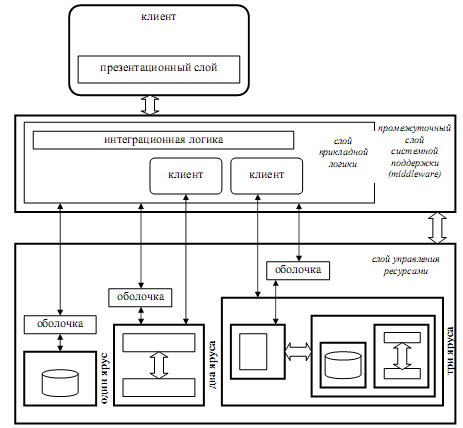 клиент
презентационный слой
интеграционная логика
клиент
клиент
слой
прикладной
логики
промежуточный
слой
системной
поддержки
(middleware)
слой управления
ресурсами
оболочка
оболочка
оболочка
один ярус
два яруса
три яруса